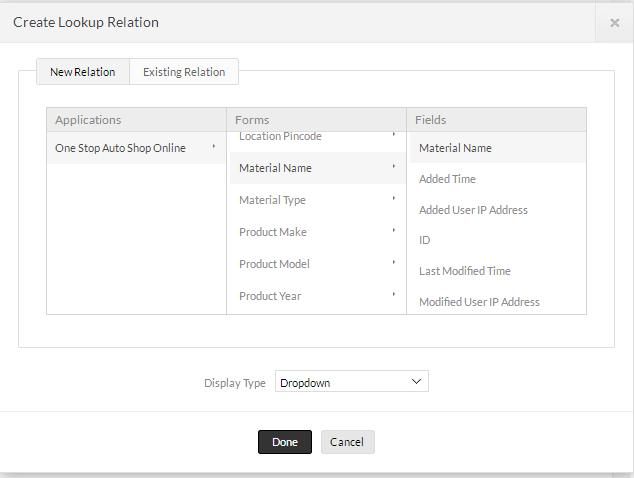 Create Lookup Relation
New Relation
Existing Relation
Applications
Forms
Fields
One Stop Auto Shop Online
Location Pincode
Material Name
Material Type
Product Make
Product Model
Product Year
Material Name
Added Time
Added User IP Address
ID
Last Modified Time
Modified User IP Address
Display Type
Dropdown
Done
Cancel